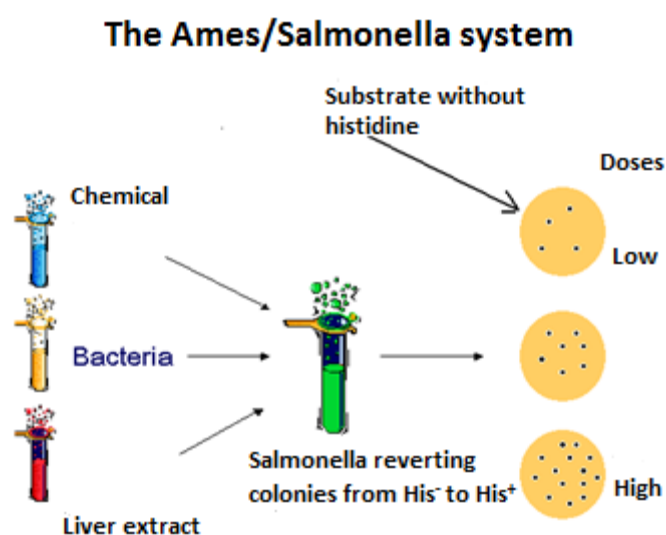 The Ames/Salmonella system
Substrate without
histidine
Doses
Chemical
Low
Bacteria
Salmonella reverting
colonies from His⁻ to His⁺
High
Liver extract